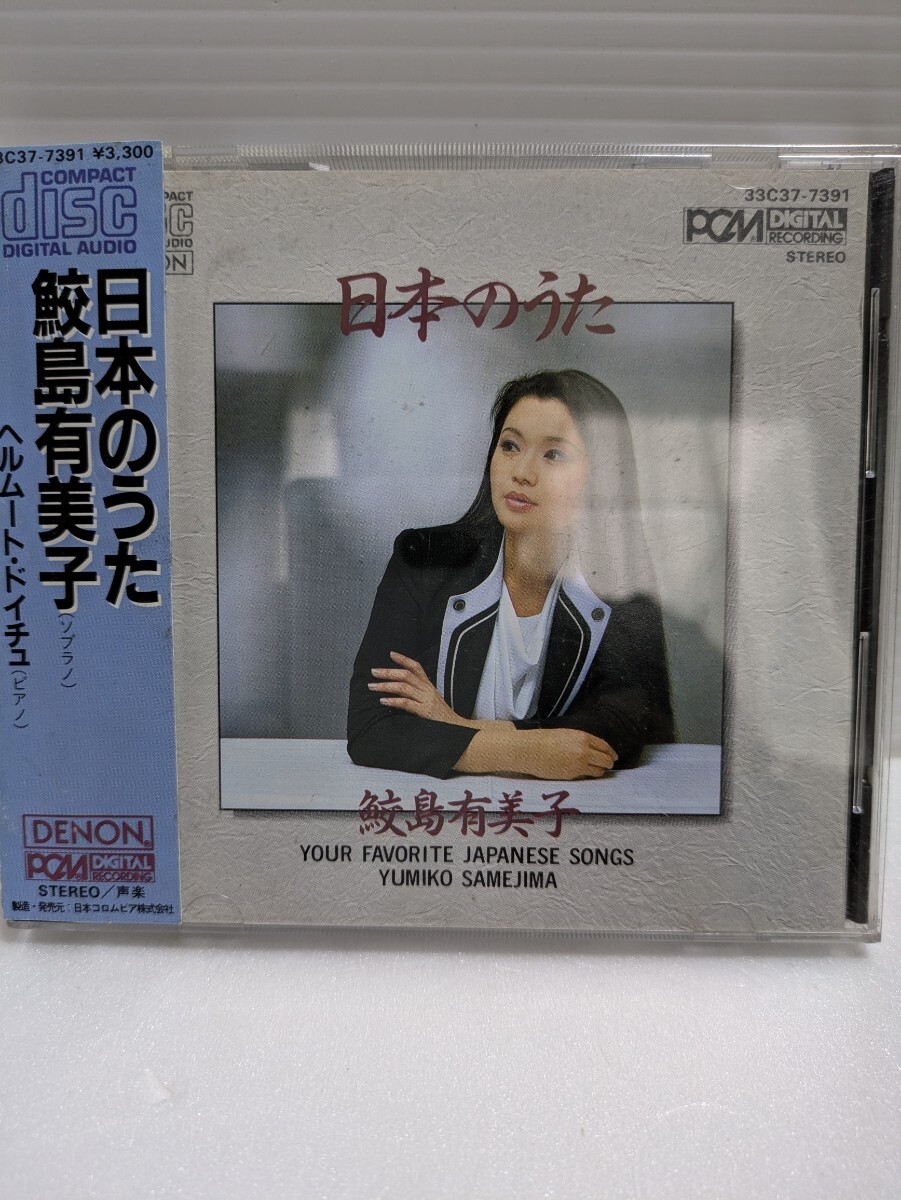 3C37-7391 ¥3,300
COMPACT
disc
DIGITAL AUDIO
日本のうた
鮫島有美子(ソプラノ)
ヘルムート・ドイチュ(ピアノ)
DENON
PCM DIGITAL RECORDING
STEREO/声楽
製造・発売元:日本コロムビア株式会社
33C37-7391
PCM DIGITAL RECORDING
STEREO
日本のうた
鮫島有美子
YOUR FAVORITE JAPANESE SONGS
YUMIKO SAMEJIMA